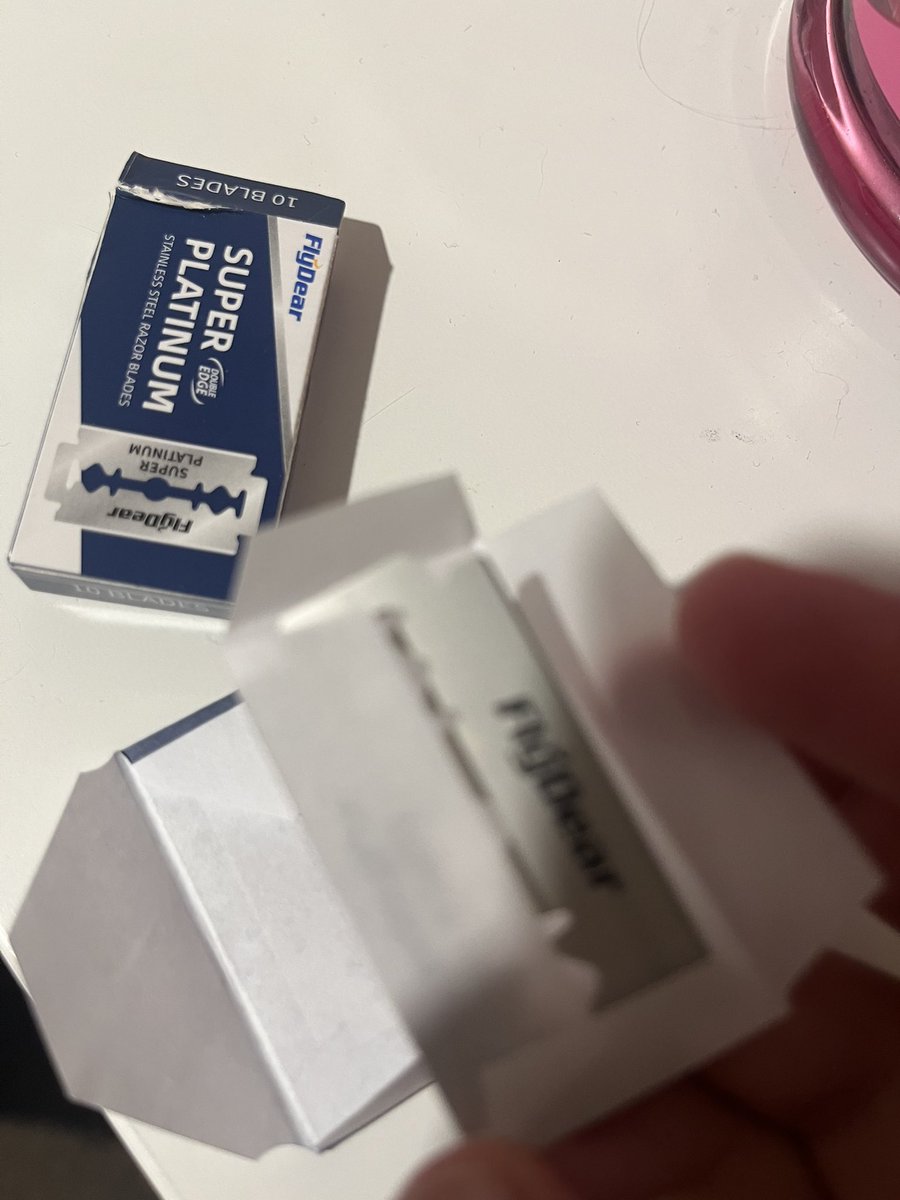 10 BLADES
FlyDear
SUPER
PLATINUM
DOUBLE
EDGE
STAINLESS STEEL RAZOR BLADES
SUPER
PLATINUM
FlyDear
10 BLADES
FlyDear